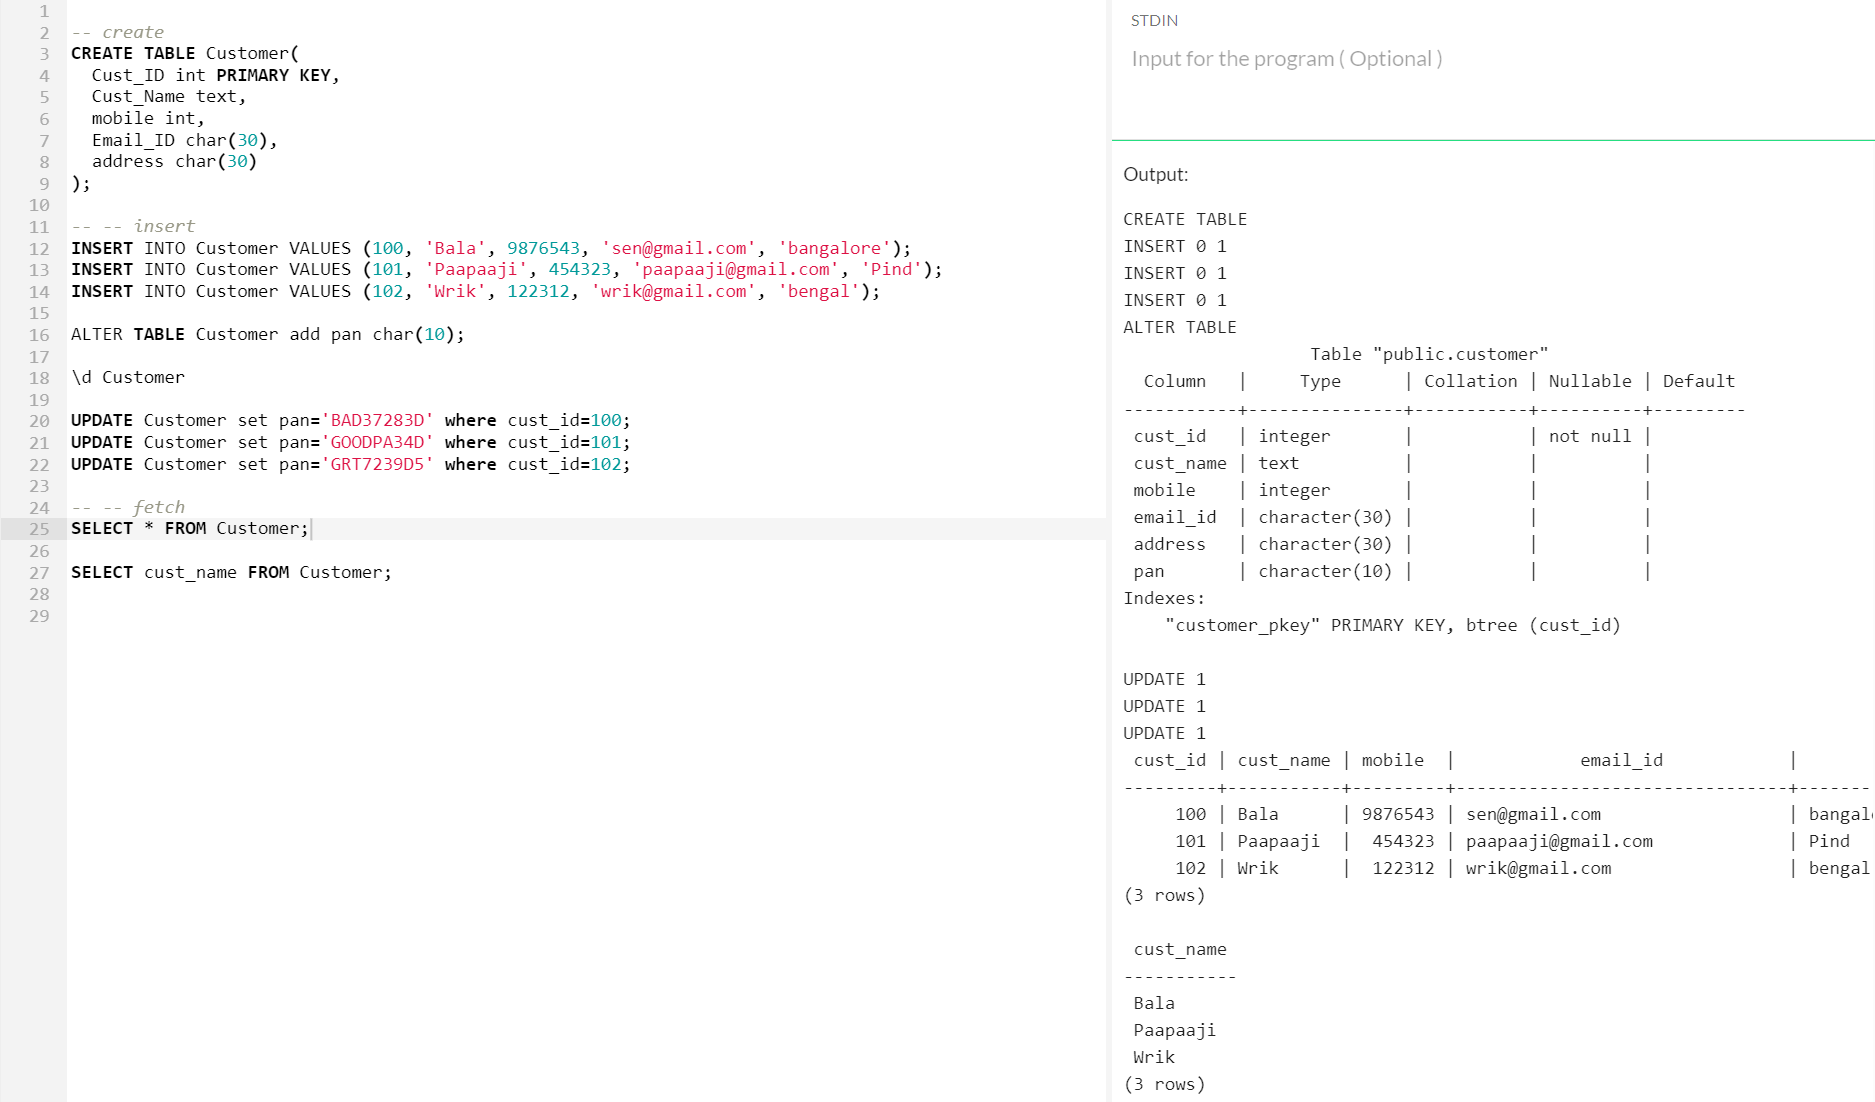 1
2 -- create
3 CREATE TABLE Customer(
4 Cust_ID int PRIMARY KEY,
5 Cust_Name text,
6 mobile int,
7 Email_ID char(30),
8 address char(30)
9 );
10
11 -- -- insert
12 INSERT INTO Customer VALUES (100, 'Bala', 9876543, 'sen@gmail.com', 'bangalore');
13 INSERT INTO Customer VALUES (101, 'Paapaaji', 454323, 'paapaaji@gmail.com', 'Pind');
14 INSERT INTO Customer VALUES (102, 'Wrik', 122312, 'wrik@gmail.com', 'bengal');
15
16 ALTER TABLE Customer add pan char(10);
17
18 \d Customer
19
20 UPDATE Customer set pan='BAD37283D' where cust_id=100;
21 UPDATE Customer set pan='GOODPA34D' where cust_id=101;
22 UPDATE Customer set pan='GRT7239D5' where cust_id=102;
23
24 -- -- fetch
25 SELECT * FROM Customer;
26
27 SELECT cust_name FROM Customer;
28
29
STDIN
Input for the program ( Optional )
Output:
CREATE TABLE
INSERT 0 1
INSERT 0 1
INSERT 0 1
ALTER TABLE
Table "public.customer"
Column | Type | Collation | Nullable | Default
-----------+---------------+-----------+----------+---------
cust_id | integer | | not null |
cust_name | text | | |
mobile | integer | | |
email_id | character(30) | | |
address | character(30) | | |
pan | character(10) | | |
Indexes:
"customer_pkey" PRIMARY KEY, btree (cust_id)
UPDATE 1
UPDATE 1
UPDATE 1
cust_id | cust_name | mobile | email_id |
---------+-----------+---------+--------------------------------+-------
100 | Bala | 9876543 | sen@gmail.com | bangal
101 | Paapaaji | 454323 | paapaaji@gmail.com | Pind
102 | Wrik | 122312 | wrik@gmail.com | bengal
(3 rows)
cust_name
-----------
Bala
Paapaaji
Wrik
(3 rows)